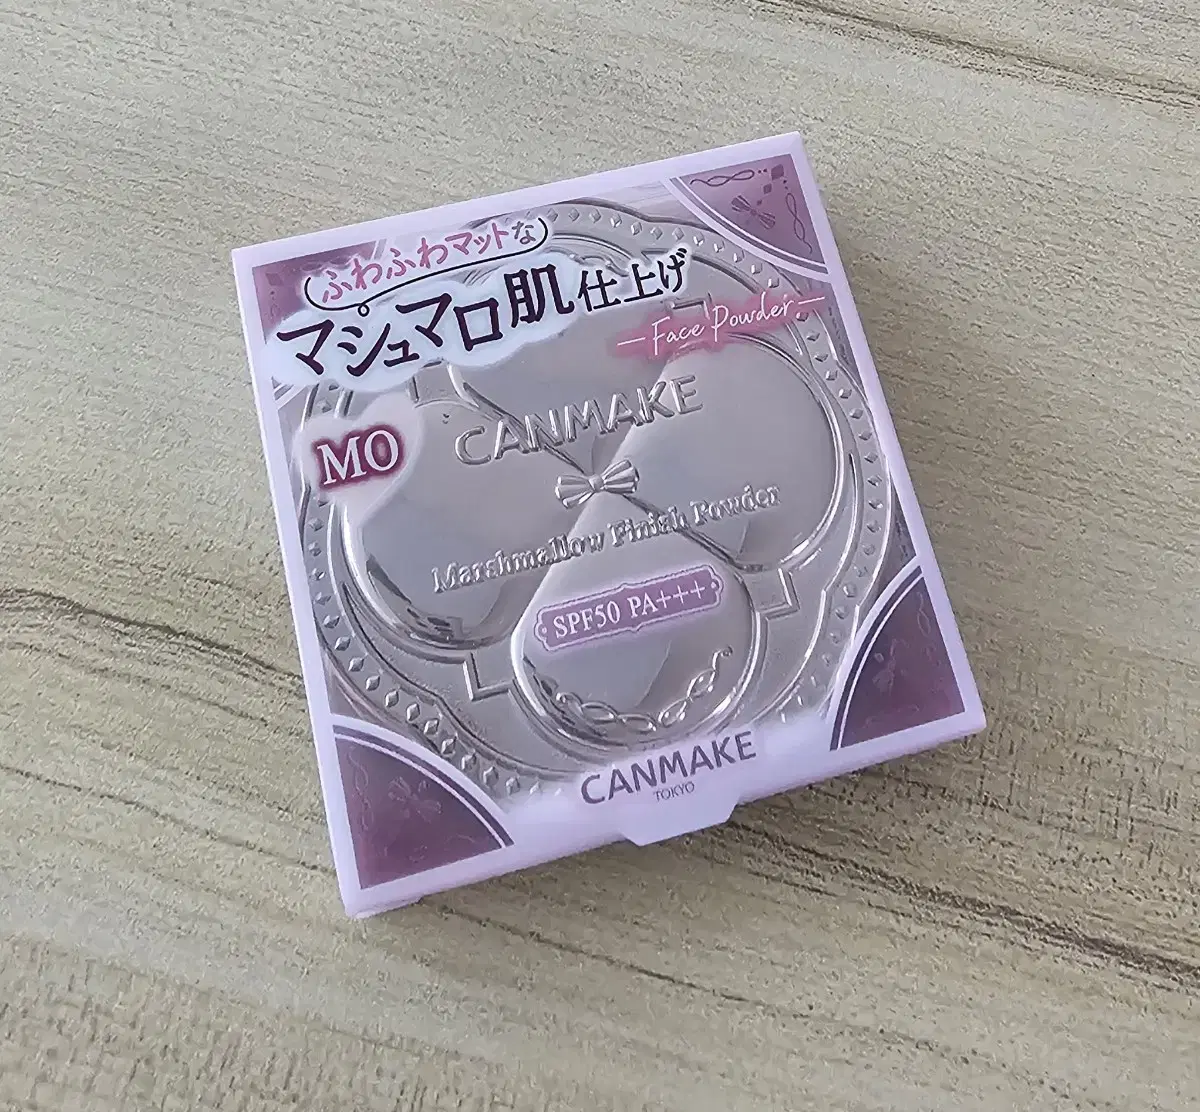 ふわふわマットな
マシュマロ肌仕上げ
Face Powder
MO
CANMAKE
Marshmallow Finish Powder
SPF50 PA+++
CANMAKE
TOKYO